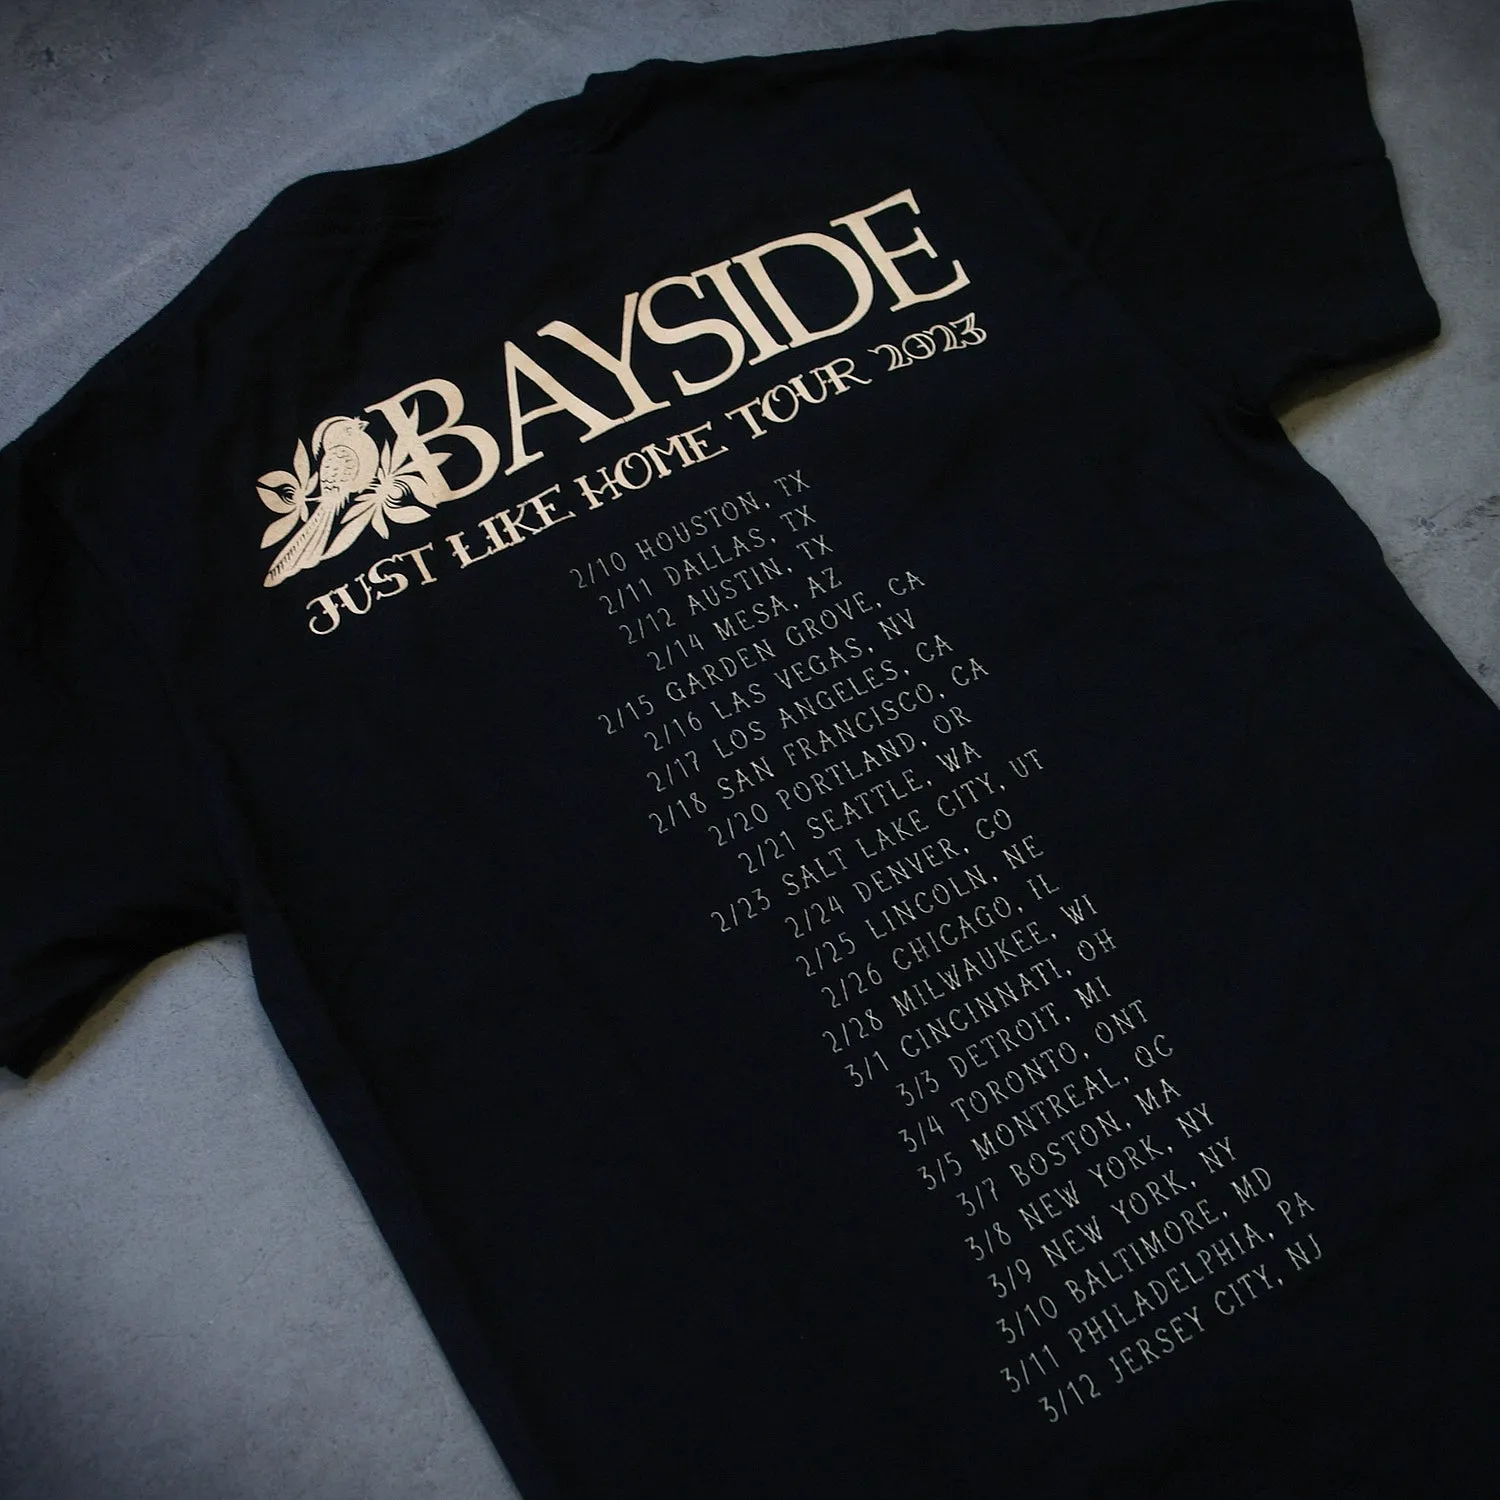 BAYSIDE
JUST LIKE HOME TOUR 2023
2/10 HOUSTON, TX
2/11 DALLAS, TX
2/12 AUSTIN, TX
2/14 MESA, AZ
2/15 GARDEN GROVE, CA
2/16 LAS VEGAS, NV
2/17 LOS ANGELES, CA
2/18 SAN FRANCISCO, CA
2/20 PORTLAND, OR
2/21 SEATTLE, WA
2/23 SALT LAKE CITY, UT
2/24 DENVER, CO
2/25 LINCOLN, NE
2/26 CHICAGO, IL
2/28 MILWAUKEE, WI
3/1 CINCINNATI, OH
3/3 DETROIT, MI
3/4 TORONTO, ONT
3/5 MONTREAL, QC
3/7 BOSTON, MA
3/8 NEW YORK, NY
3/9 NEW YORK, NY
3/10 BALTIMORE, MD
3/11 PHILADELPHIA, PA
3/12 JERSEY CITY, NJ